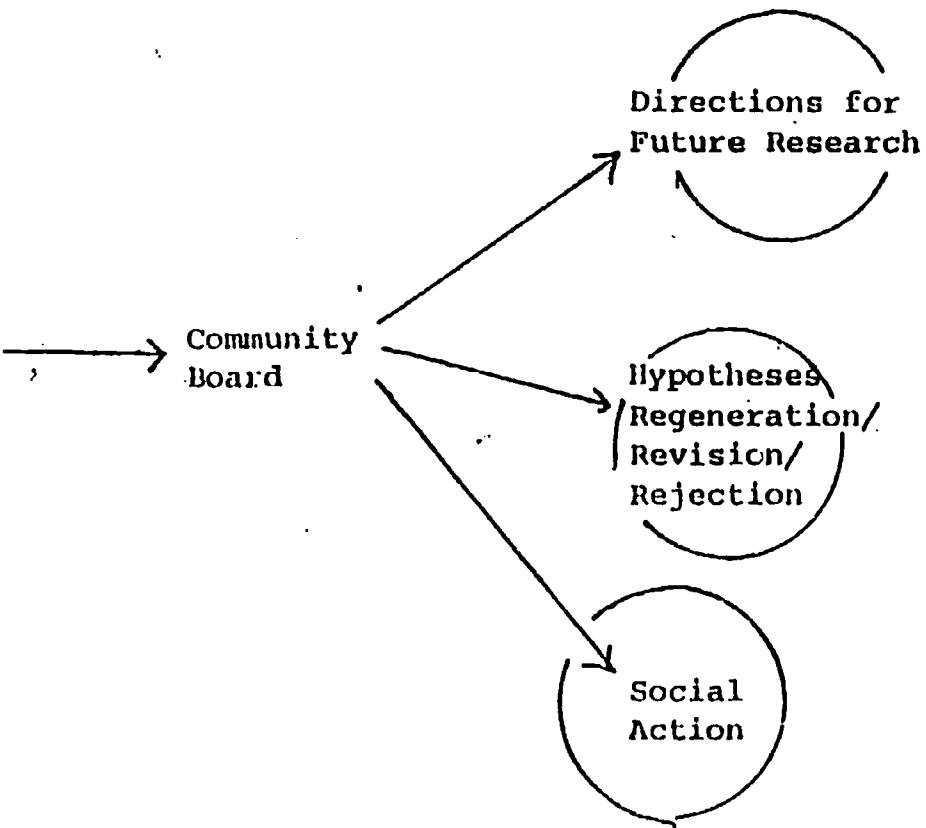 Directions for
Future Research
Community
Board
Hypotheses
Regeneration/
Revision/
Rejection
Social
Action